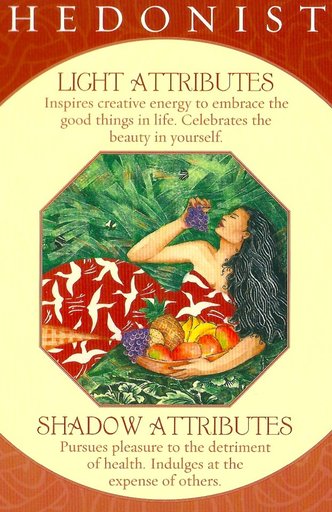 HEDONIST
LIGHT ATTRIBUTES
Inspires creative energy to embrace the
good things in life. Celebrates the
beauty in yourself.
SHADOW ATTRIBUTES
Pursues pleasure to the detriment
of health. Indulges at the
expense of others.